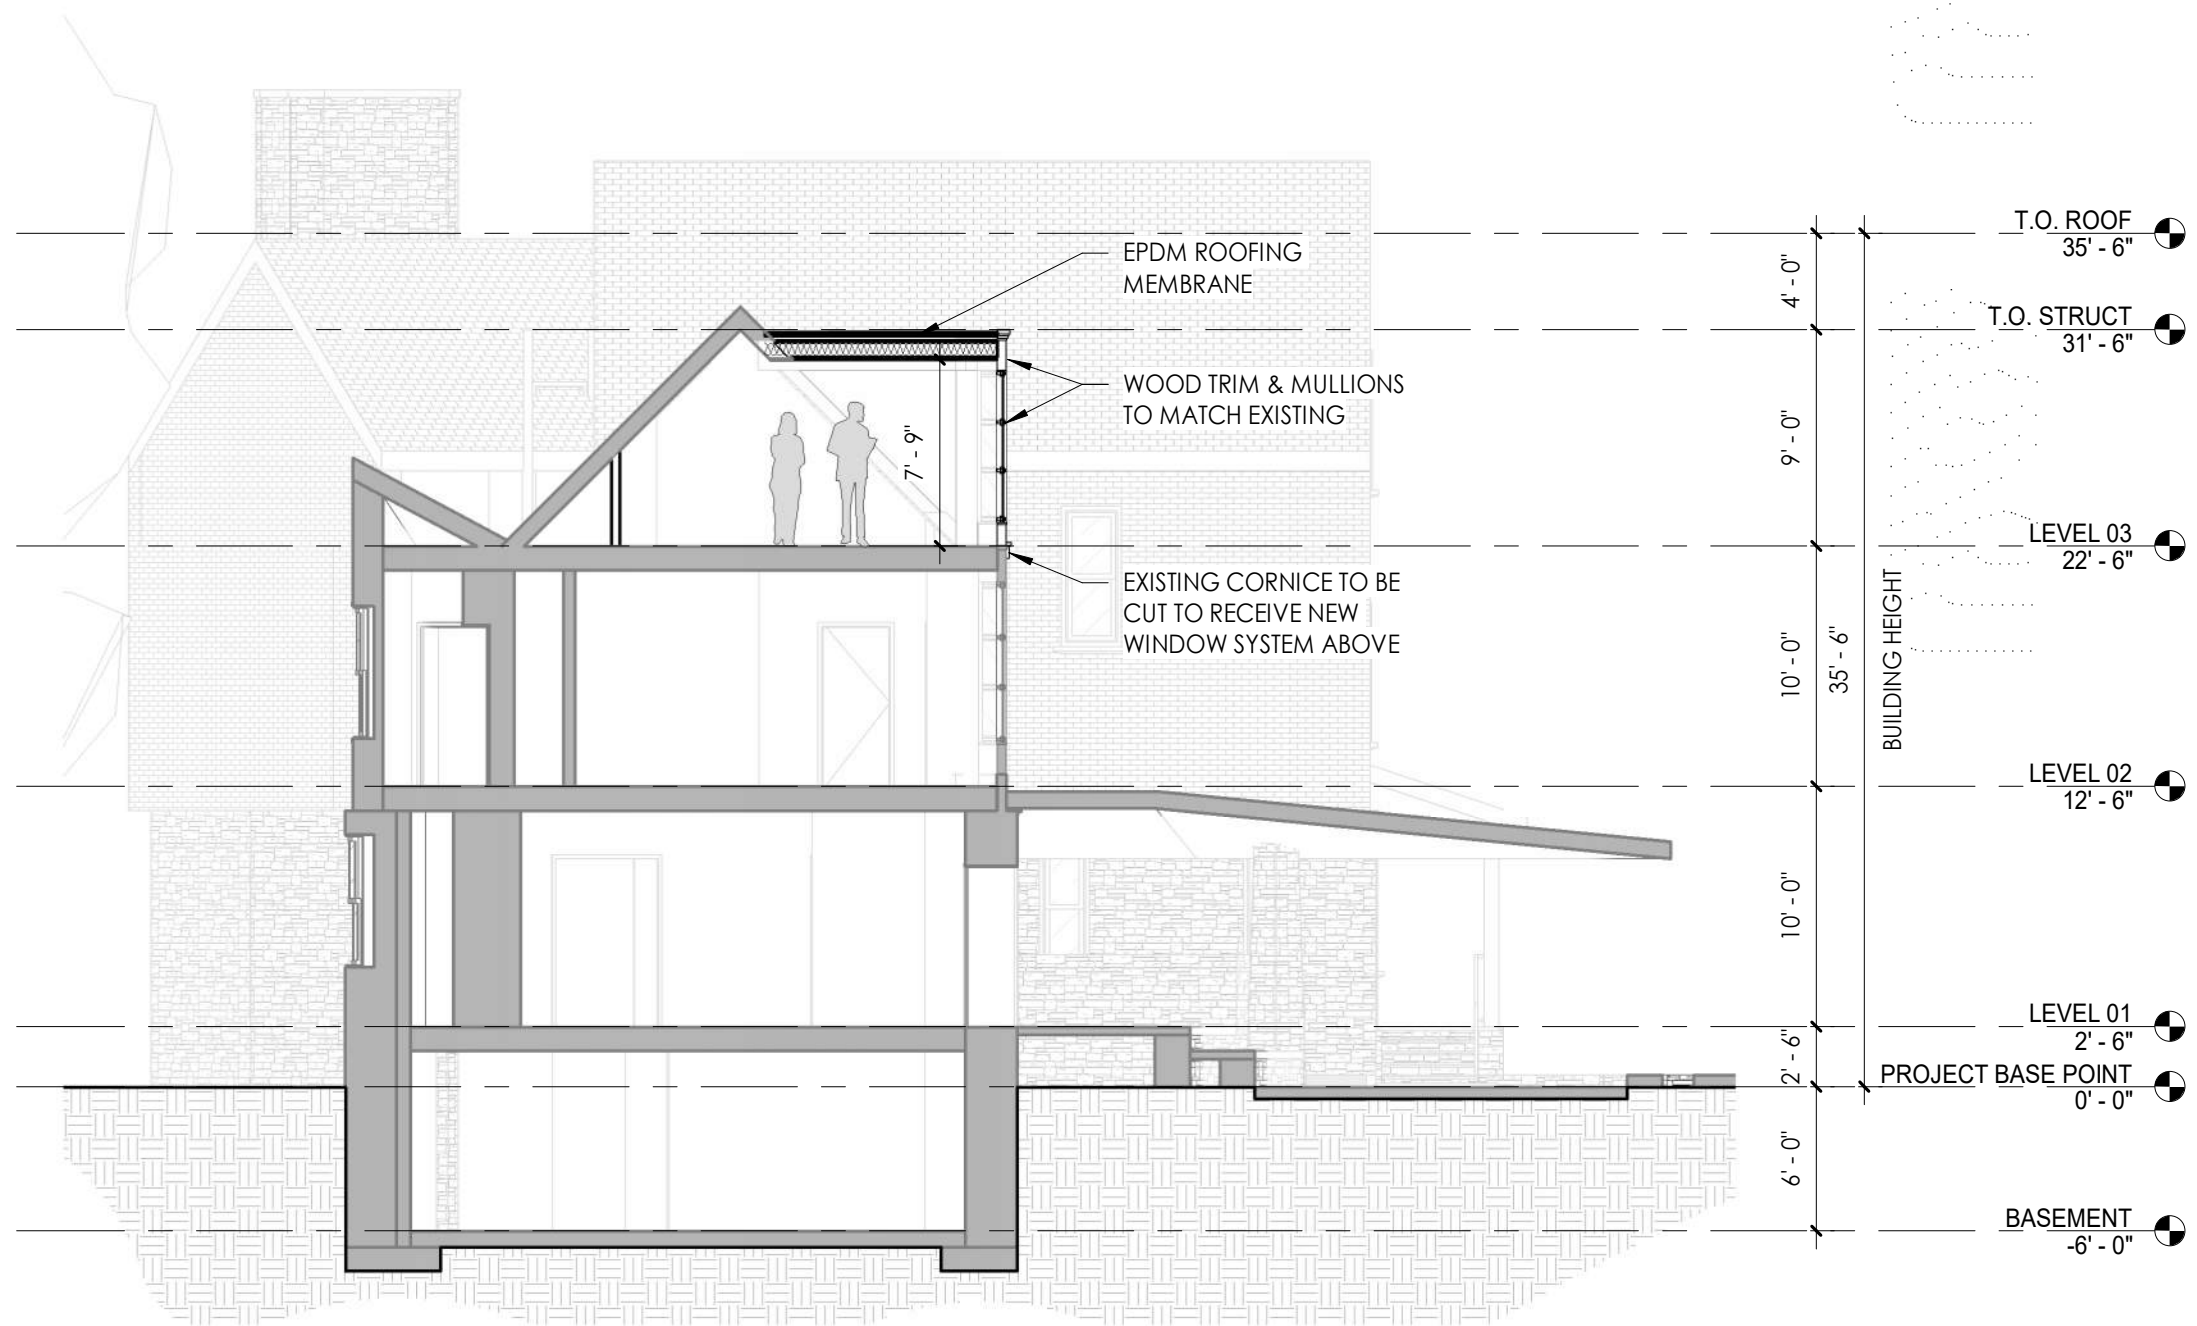 T.O. ROOF
35' - 6"
EPDM ROOFING
MEMBRANE
4' - 0"
T.O. STRUCT
31' - 6"
WOOD TRIM & MULLIONS
TO MATCH EXISTING
7' - 9"
9' - 0"
LEVEL 03
22' - 6"
EXISTING CORNICE TO BE
CUT TO RECEIVE NEW
WINDOW SYSTEM ABOVE
10' - 0"
35' - 6"
BUILDING HEIGHT
LEVEL 02
12' - 6"
10' - 0"
LEVEL 01
2' - 6"
2' - 6"
PROJECT BASE POINT
0' - 0"
6' - 0"
BASEMENT
-6' - 0"